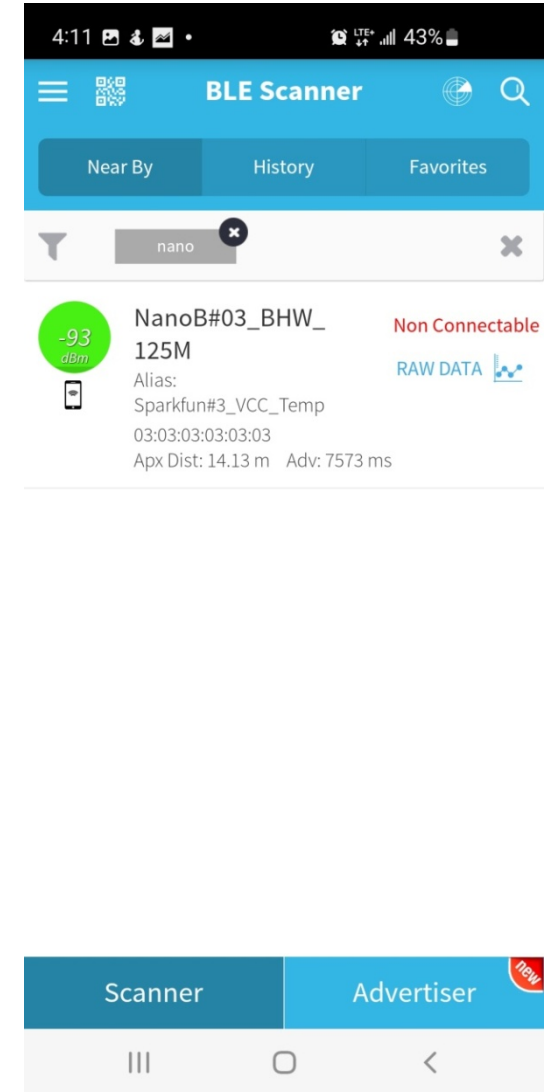 4:11 LTE+ 43%
BLE Scanner
Near By History Favorites
nano
NanoB#03_BHW_
125M
Non Connectable
-93
dBm
RAW DATA
Alias:
Sparkfun#3_VCC_Temp
03:03:03:03:03:03
Apx Dist: 14.13 m Adv: 7573 ms
new
Scanner Advertiser